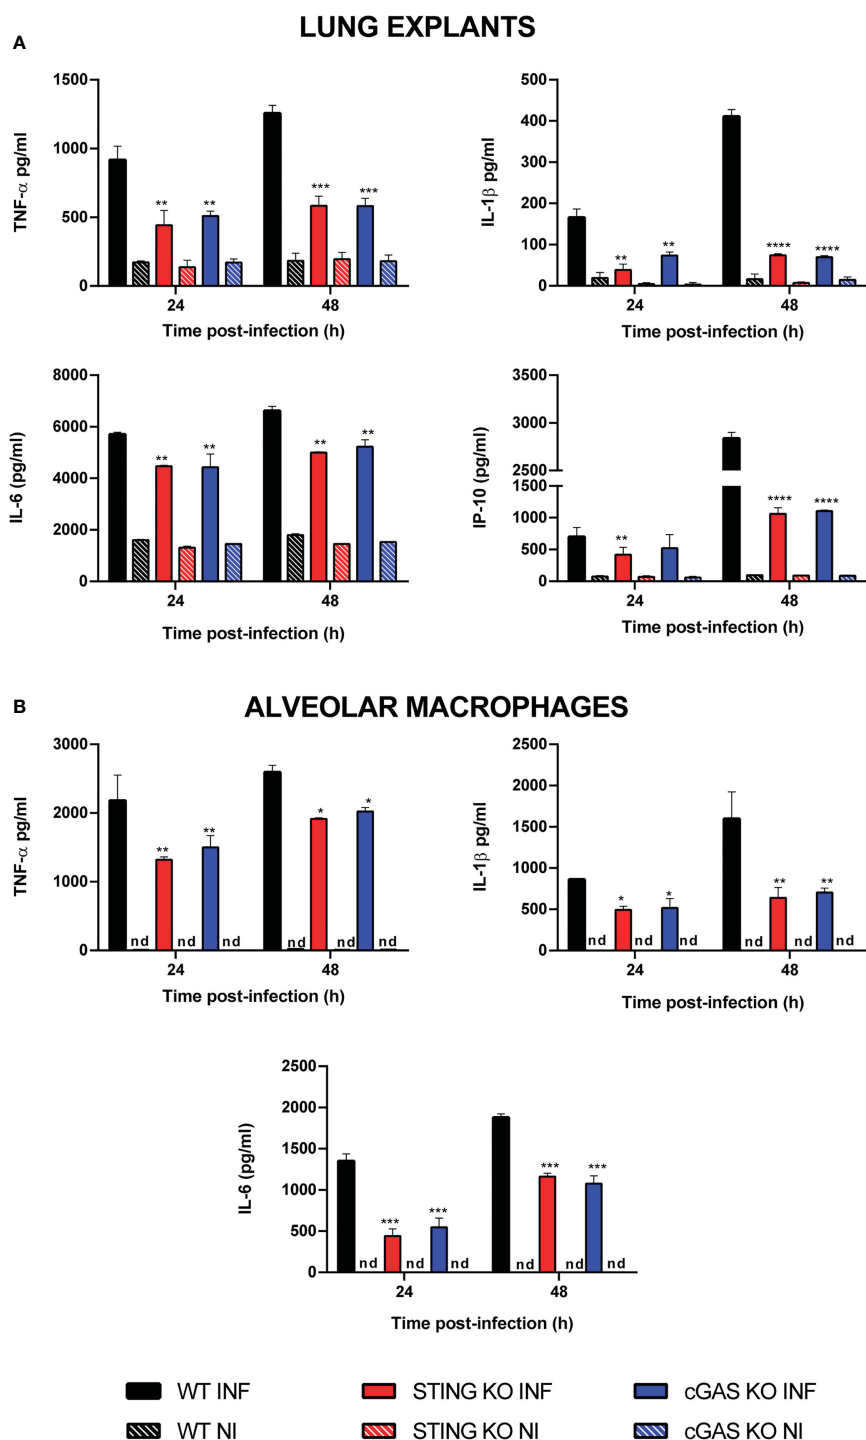 LUNG EXPLANTS
A
TNF-α pg/ml
1500
1000
500
0
** ** *** ***
24 48
Time post-infection (h)
IL-1β pg/ml
500
400
300
200
100
0
** ** **** ****
24 48
Time post-infection (h)
IL-6 (pg/ml)
8000
6000
4000
2000
0
** ** ** **
24 48
Time post-infection (h)
IP-10 (pg/ml)
3500
3000
2500
1500
1000
500
0
** **** ****
24 48
Time post-infection (h)
B
ALVEOLAR MACROPHAGES
TNF-α pg/ml
3000
2000
1000
0
** ** * *
nd nd nd nd nd nd
24 48
Time post-infection (h)
IL-1β pg/ml
2500
2000
1500
1000
500
0
* * ** **
nd nd nd nd nd nd
24 48
Time post-infection (h)
IL-6 (pg/ml)
2500
2000
1500
1000
500
0
*** *** *** ***
nd nd nd nd nd nd
24 48
Time post-infection (h)
WT INF STING KO INF cGAS KO INF
WT NI STING KO NI cGAS KO NI